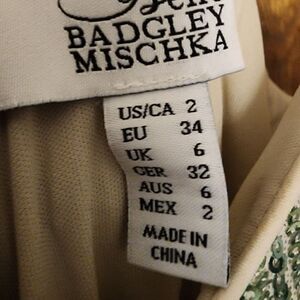 BADGLEY
MISCHKA
US/CA 2
EU 34
UK 6
GER 32
AUS 6
MEX 2
MADE IN
CHINA